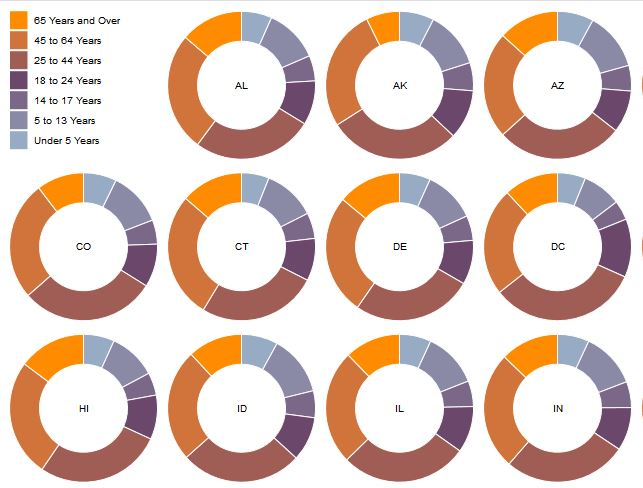 65 Years and Over
45 to 64 Years
25 to 44 Years
18 to 24 Years
14 to 17 Years
5 to 13 Years
Under 5 Years
AL
AK
AZ
CO
CT
DE
DC
HI
ID
IL
IN